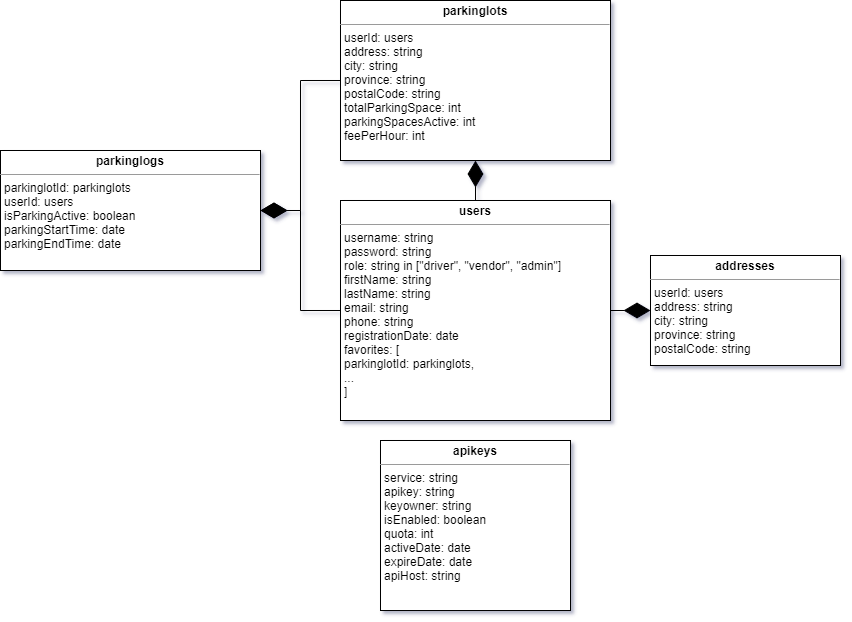 parkinglots
userId: users
address: string
city: string
province: string
postalCode: string
totalParkingSpace: int
parkingSpacesActive: int
feePerHour: int
parkinglogs
parkinglotId: parkinglots
userId: users
isParkingActive: boolean
parkingStartTime: date
parkingEndTime: date
users
username: string
password: string
role: string in ["driver", "vendor", "admin"]
firstName: string
lastName: string
email: string
phone: string
registrationDate: date
favorites: [
parkinglotId: parkinglots,
...
]
addresses
userId: users
address: string
city: string
province: string
postalCode: string
apikeys
service: string
apikey: string
keyowner: string
isEnabled: boolean
quota: int
activeDate: date
expireDate: date
apiHost: string